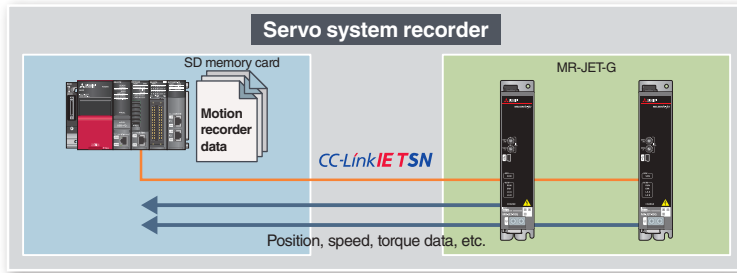 Servo system recorder
SD memory card
MR-JET-G
Motion
recorder
data
CC-Link IE TSN
Position, speed, torque data, etc.